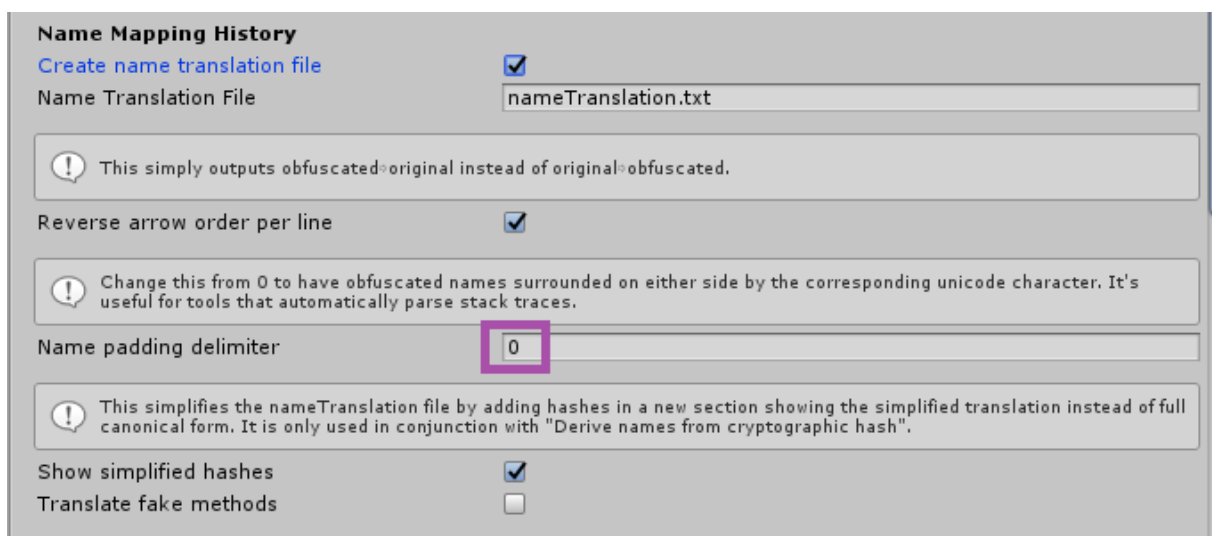 Name Mapping History
Create name translation file
Name Translation File
nameTranslation.txt
This simply outputs obfuscated⇨original instead of original⇨obfuscated.
Reverse arrow order per line
Change this from 0 to have obfuscated names surrounded on either side by the corresponding unicode character. It's
useful for tools that automatically parse stack traces.
Name padding delimiter
0
This simplifies the nameTranslation file by adding hashes in a new section showing the simplified translation instead of full
canonical form. It is only used in conjunction with "Derive names from cryptographic hash".
Show simplified hashes
Translate fake methods